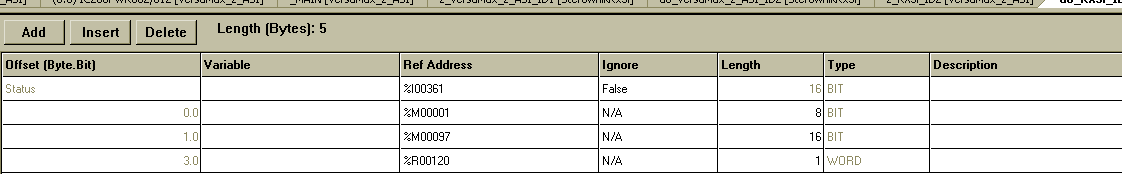 Add Insert Delete Length (Bytes): 5
Offset (Byte.Bit) Variable Ref Address Ignore Length Type Description
Status %I00361 False 16 BIT
0.0 %M00001 N/A 8 BIT
1.0 %M00097 N/A 16 BIT
3.0 %R00120 N/A 1 WORD